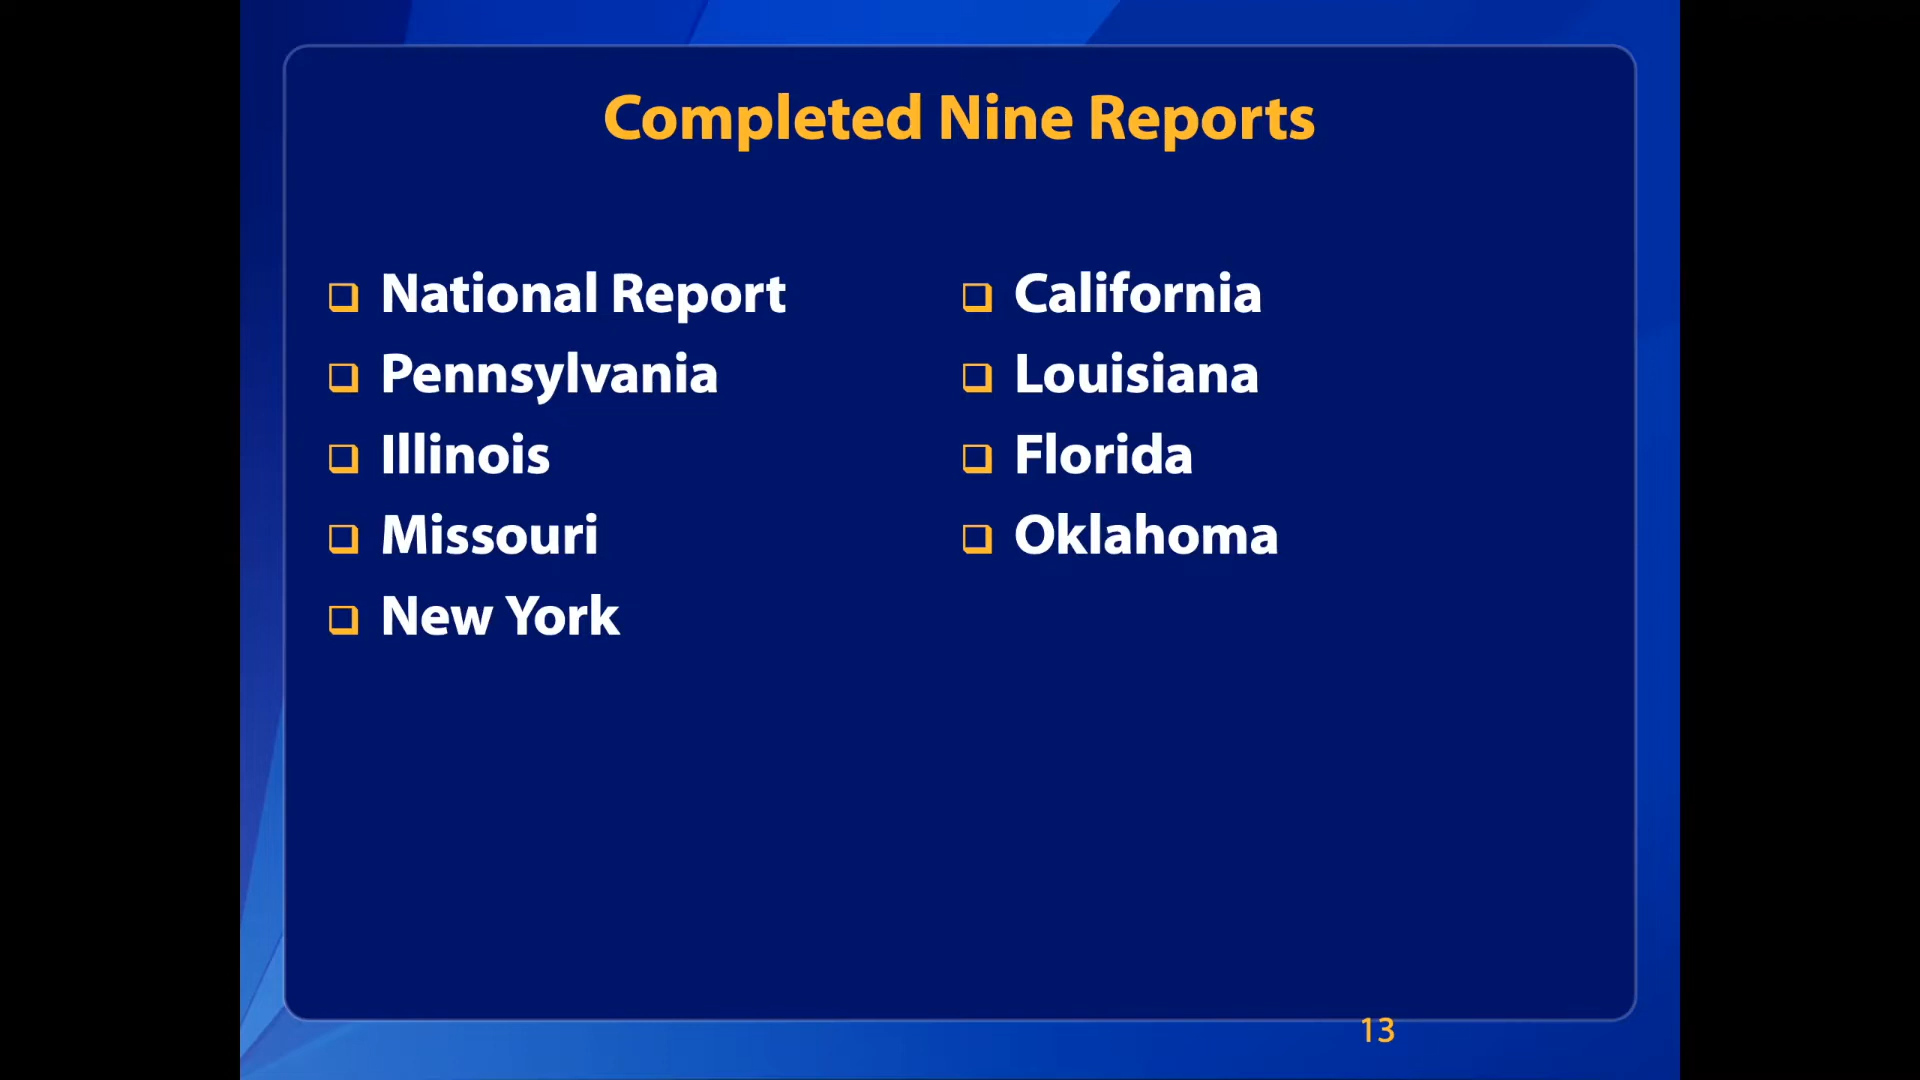 Completed Nine Reports
National Report
Pennsylvania
Illinois
Missouri
New York
California
Louisiana
Florida
Oklahoma
13